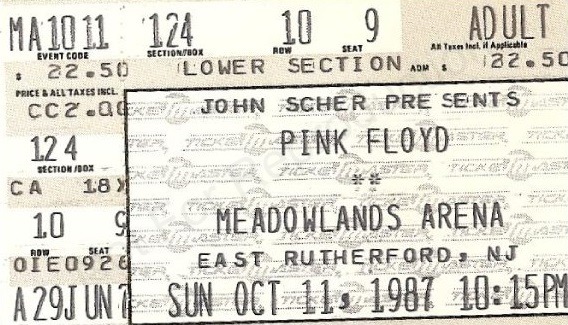 MA1011 124 10 9 ADULT
EVENT CODE SECTION/BOX ROW SEAT All Taxes Incl. if Applicable
$ 22.50 LOWER SECTION ADM $ 22.50
PRICE & ALL TAXES INCL.
CC2.00
JOHN SCHER PRESENTS
124
PINK FLOYD
SECTION/BOX
**
CA 18X
MEADOWLANDS ARENA
10 9
ROW SEAT
EAST RUTHERFORD, NJ
OIE0926
A29JUN7
SUN OCT 11, 1987 10:15PM
TICKETMASTER